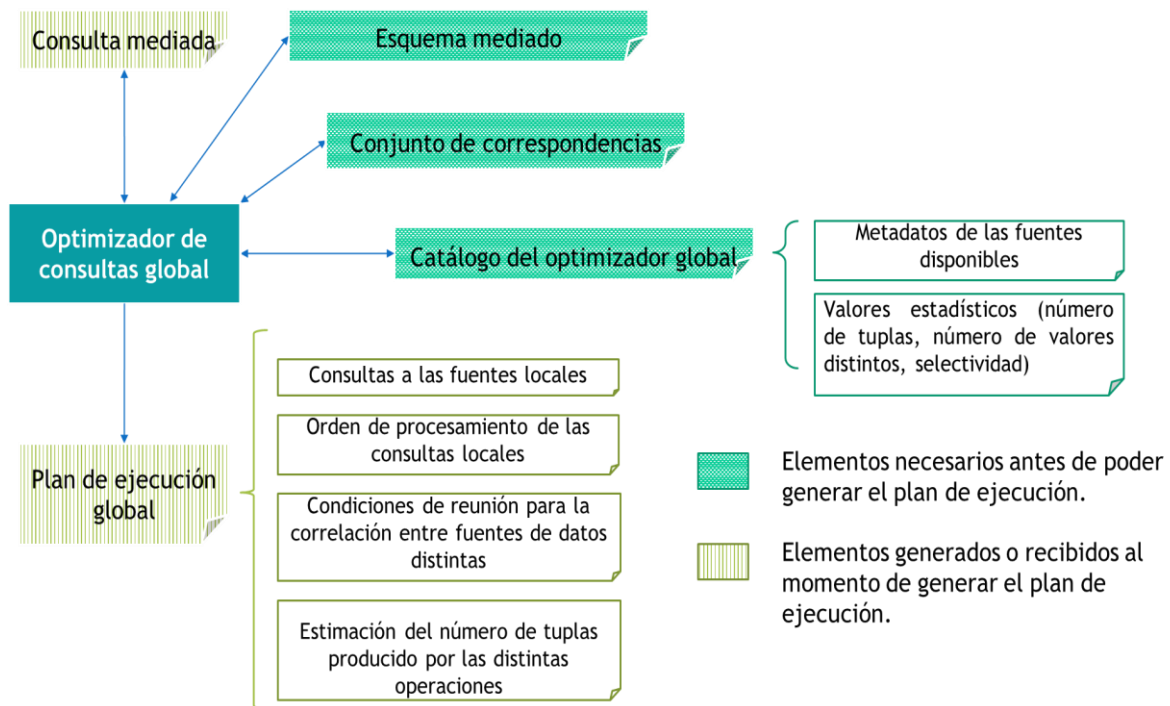 Consulta mediada
Esquema mediado
Conjunto de correspondencias
Optimizador de
consultas global
Catálogo del optimizador global
Metadatos de las fuentes
disponibles
Valores estadísticos (número
de tuplas, número de valores
distintos, selectividad)
Plan de ejecución
global
Consultas a las fuentes locales
Orden de procesamiento de las
consultas locales
Condiciones de reunión para la
correlación entre fuentes de datos
distintas
Estimación del número de tuplas
producido por las distintas
operaciones
Elementos necesarios antes de poder
generar el plan de ejecución.
Elementos generados o recibidos al
momento de generar el plan de
ejecución.